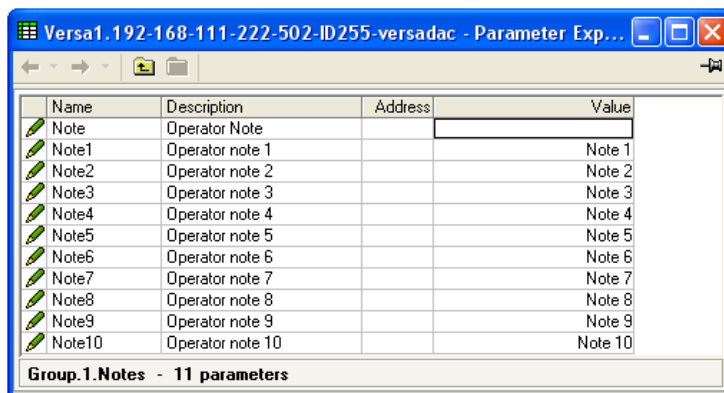 Versa1.192-168-111-222-502-ID255-versadac - Parameter Exp...
Name Description Address Value
Note Operator Note
Note1 Operator note 1 Note 1
Note2 Operator note 2 Note 2
Note3 Operator note 3 Note 3
Note4 Operator note 4 Note 4
Note5 Operator note 5 Note 5
Note6 Operator note 6 Note 6
Note7 Operator note 7 Note 7
Note8 Operator note 8 Note 8
Note9 Operator note 9 Note 9
Note10 Operator note 10 Note 10
Group.1.Notes - 11 parameters